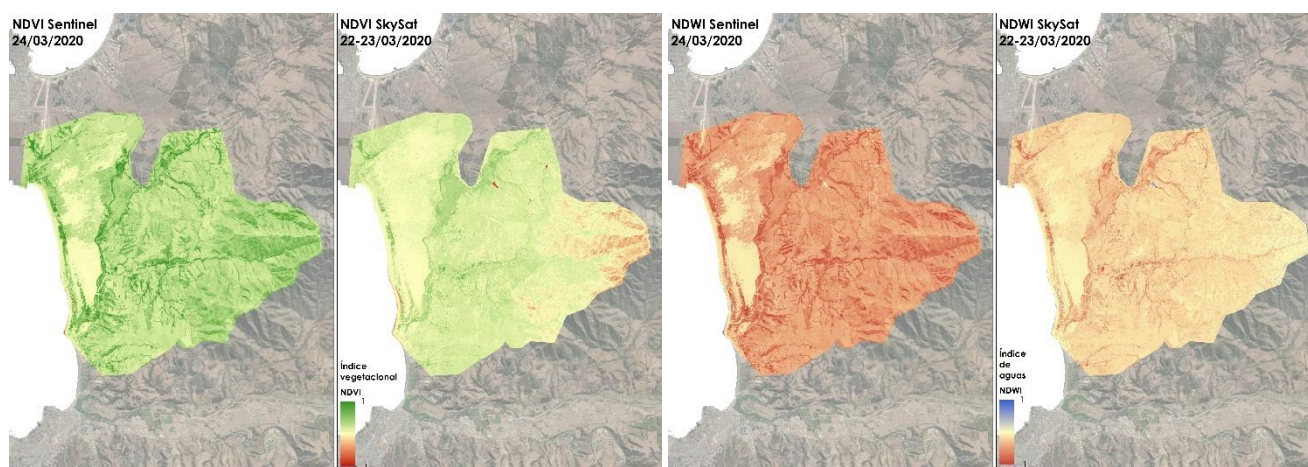 NDVI Sentinel
24/03/2020
NDVI SkySat
22-23/03/2020
Índice
vegetacional
NDVI
1
NDWI Sentinel
24/03/2020
NDWI SkySat
22-23/03/2020
Índice
de
aguas
NDWI
1